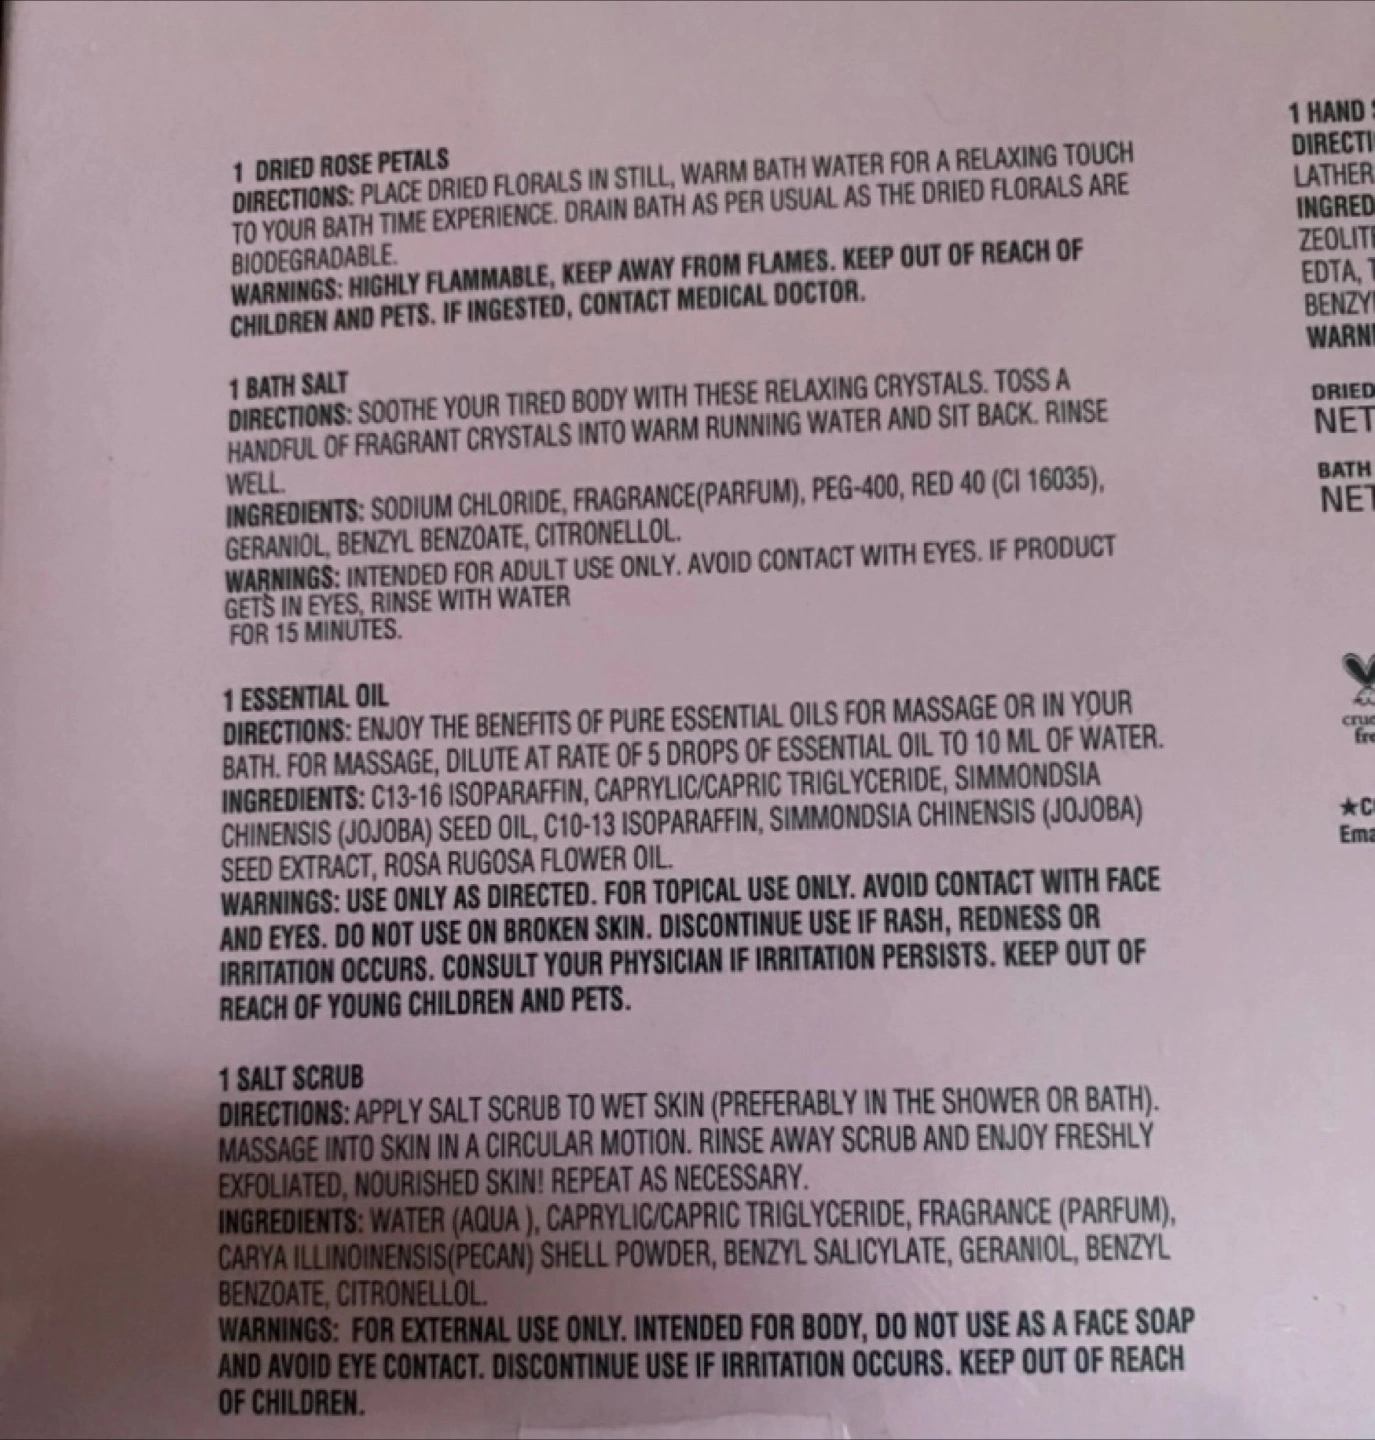 1 DRIED ROSE PETALS
DIRECTIONS: PLACE DRIED FLORALS IN STILL, WARM BATH WATER FOR A RELAXING TOUCH
TO YOUR BATH TIME EXPERIENCE. DRAIN BATH AS PER USUAL AS THE DRIED FLORALS ARE
BIODEGRADABLE.
WARNINGS: HIGHLY FLAMMABLE, KEEP AWAY FROM FLAMES. KEEP OUT OF REACH OF
CHILDREN AND PETS. IF INGESTED, CONTACT MEDICAL DOCTOR.
1 BATH SALT
DIRECTIONS: SOOTHE YOUR TIRED BODY WITH THESE RELAXING CRYSTALS. TOSS A
HANDFUL OF FRAGRANT CRYSTALS INTO WARM RUNNING WATER AND SIT BACK. RINSE
WELL.
INGREDIENTS: SODIUM CHLORIDE, FRAGRANCE(PARFUM), PEG-400, RED 40 (CI 16035),
GERANIOL, BENZYL BENZOATE, CITRONELLOL.
WARNINGS: INTENDED FOR ADULT USE ONLY. AVOID CONTACT WITH EYES. IF PRODUCT
GETS IN EYES, RINSE WITH WATER
FOR 15 MINUTES.
1 ESSENTIAL OIL
DIRECTIONS: ENJOY THE BENEFITS OF PURE ESSENTIAL OILS FOR MASSAGE OR IN YOUR
BATH. FOR MASSAGE, DILUTE AT RATE OF 5 DROPS OF ESSENTIAL OIL TO 10 ML OF WATER.
INGREDIENTS: C13-16 ISOPARAFFIN, CAPRYLIC/CAPRIC TRIGLYCERIDE, SIMMONDSIA
CHINENSIS (JOJOBA) SEED OIL, C10-13 ISOPARAFFIN, SIMMONDSIA CHINENSIS (JOJOBA)
SEED EXTRACT, ROSA RUGOSA FLOWER OIL.
WARNINGS: USE ONLY AS DIRECTED. FOR TOPICAL USE ONLY. AVOID CONTACT WITH FACE
AND EYES. DO NOT USE ON BROKEN SKIN. DISCONTINUE USE IF RASH, REDNESS OR
IRRITATION OCCURS. CONSULT YOUR PHYSICIAN IF IRRITATION PERSISTS. KEEP OUT OF
REACH OF YOUNG CHILDREN AND PETS.
1 SALT SCRUB
DIRECTIONS: APPLY SALT SCRUB TO WET SKIN (PREFERABLY IN THE SHOWER OR BATH).
MASSAGE INTO SKIN IN A CIRCULAR MOTION. RINSE AWAY SCRUB AND ENJOY FRESHLY
EXFOLIATED, NOURISHED SKIN! REPEAT AS NECESSARY.
INGREDIENTS: WATER (AQUA ), CAPRYLIC/CAPRIC TRIGLYCERIDE, FRAGRANCE (PARFUM),
CARYA ILLINOINENSIS(PECAN) SHELL POWDER, BENZYL SALICYLATE, GERANIOL, BENZYL
BENZOATE, CITRONELLOL.
WARNINGS: FOR EXTERNAL USE ONLY. INTENDED FOR BODY, DO NOT USE AS A FACE SOAP
AND AVOID EYE CONTACT. DISCONTINUE USE IF IRRITATION OCCURS. KEEP OUT OF REACH
OF CHILDREN.
1 HAND
DIRECTI
LATHER
INGRED
ZEOLIT
EDTA,
BENZY
WARNI
DRIED
NET
BATH
NET
crue
fre
★C
Ema